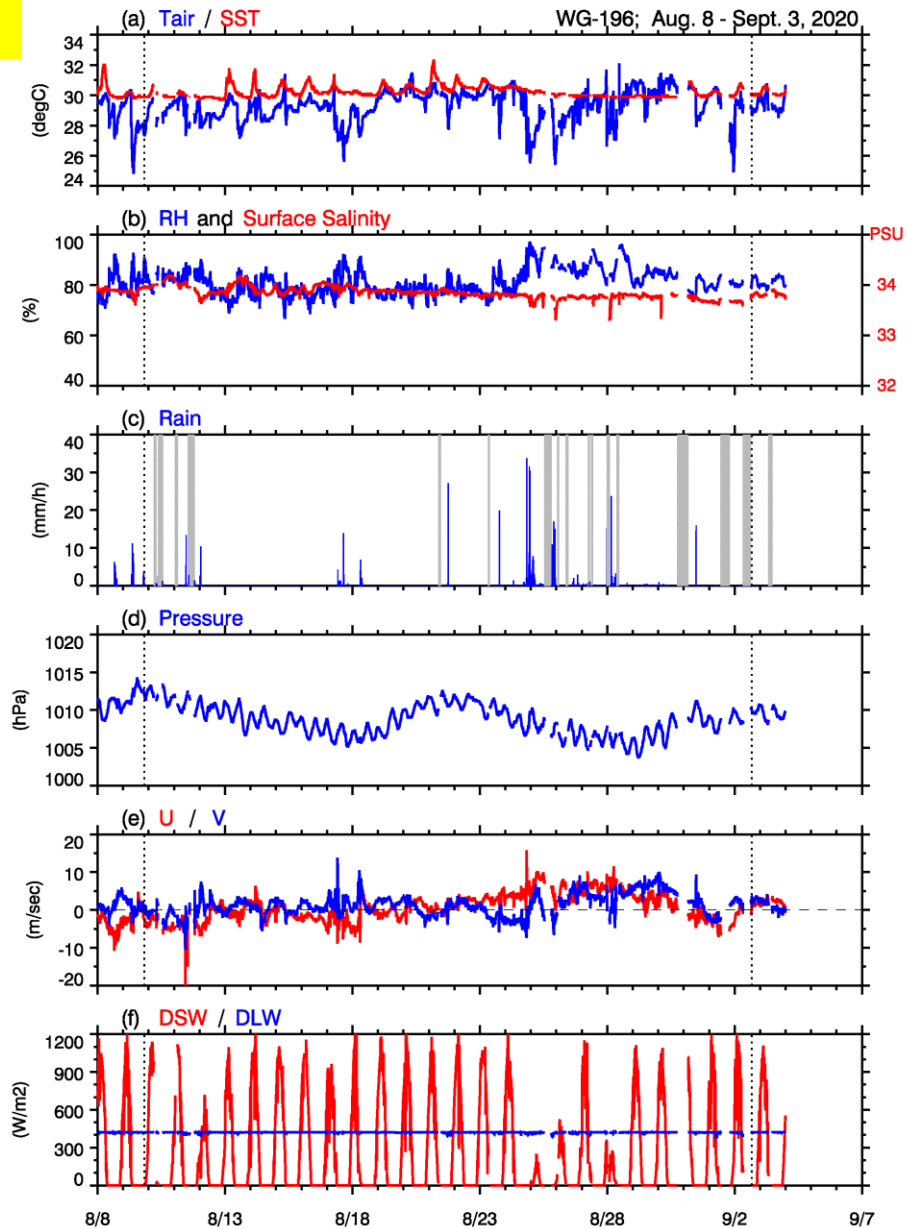 (a) Tair / SST WG-196; Aug. 8 - Sept. 3, 2020
34
32
30
28
26
24
(degC)
(b) RH and Surface Salinity PSU
100
80
60
40
(%)
34
33
32
(c) Rain
40
30
20
10
0
(mm/h)
(d) Pressure
1020
1015
1010
1005
1000
(hPa)
(e) U / V
20
10
0
-10
-20
(m/sec)
(f) DSW / DLW
1200
900
600
300
0
(W/m2)
8/8 8/13 8/18 8/23 8/28 9/2 9/7